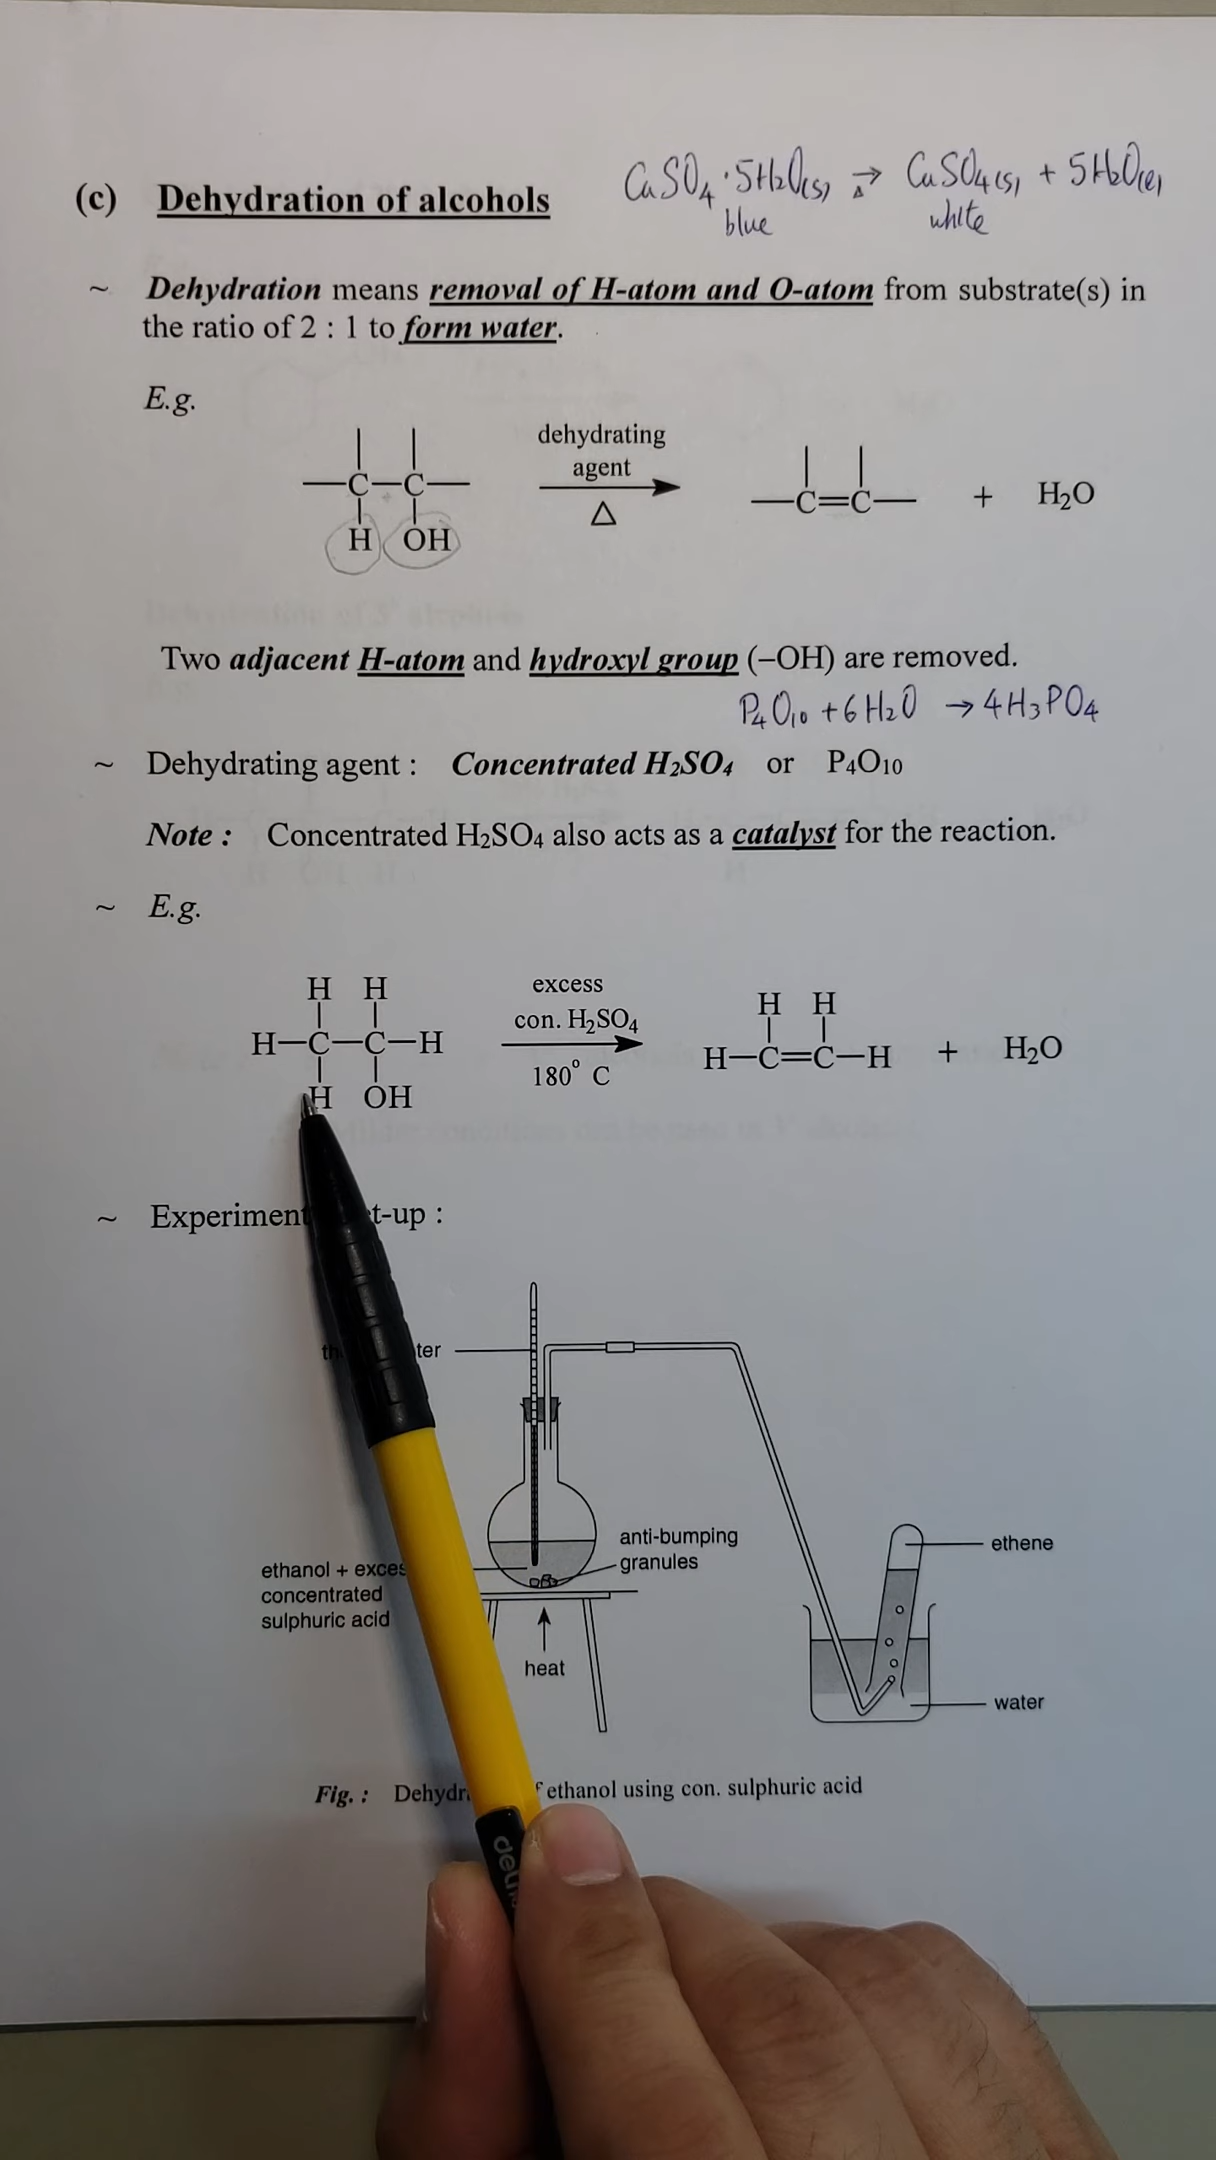 (c) Dehydration of alcohols
CuSO₄·5H₂O(s) →△ CuSO₄(s) + 5H₂O(l)
blue white
~ Dehydration means removal of H-atom and O-atom from substrate(s) in
the ratio of 2 : 1 to form water.
E.g.
dehydrating
agent
—C—C— △ —C=C— + H₂O
H OH
Two adjacent H-atom and hydroxyl group (–OH) are removed.
P₄O₁₀ + 6H₂O → 4H₃PO₄
~ Dehydrating agent : Concentrated H₂SO₄ or P₄O₁₀
Note : Concentrated H₂SO₄ also acts as a catalyst for the reaction.
~ E.g.
H H excess H H
H—C—C—H con. H₂SO₄ H—C=C—H + H₂O
H OH 180° C
~ Experiment t-up :
ter
anti-bumping
granules
ethene
ethanol + exces
concentrated
sulphuric acid
heat
water
Fig. : Dehydr ethanol using con. sulphuric acid